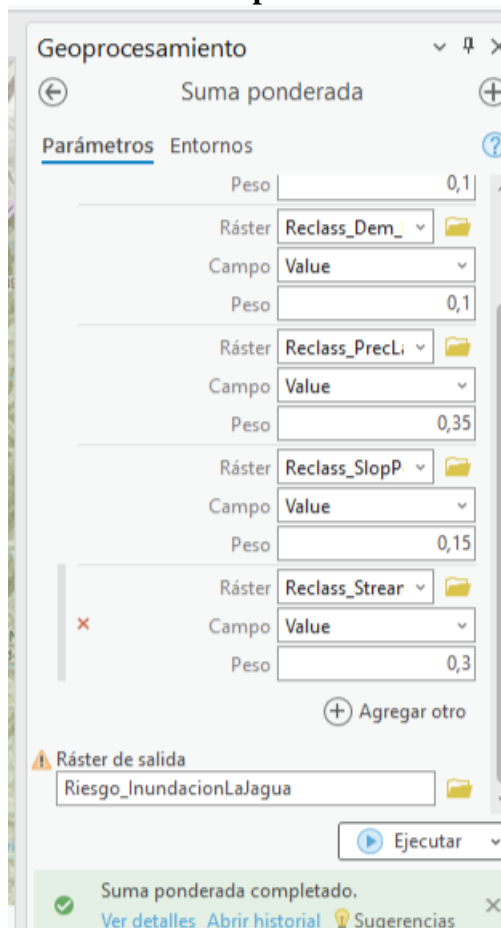 Geoprocesamiento
Suma ponderada
Parámetros Entornos
Peso 0,1
Ráster Reclass_Dem_
Campo Value
Peso 0,1
Ráster Reclass_PrecLa
Campo Value
Peso 0,35
Ráster Reclass_SlopP
Campo Value
Peso 0,15
Ráster Reclass_Strear
Campo Value
Peso 0,3
Agregar otro
Ráster de salida
Riesgo_InundacionLaJagua
Ejecutar
Suma ponderada completado.
Ver detalles Abrir historial Sugerencias